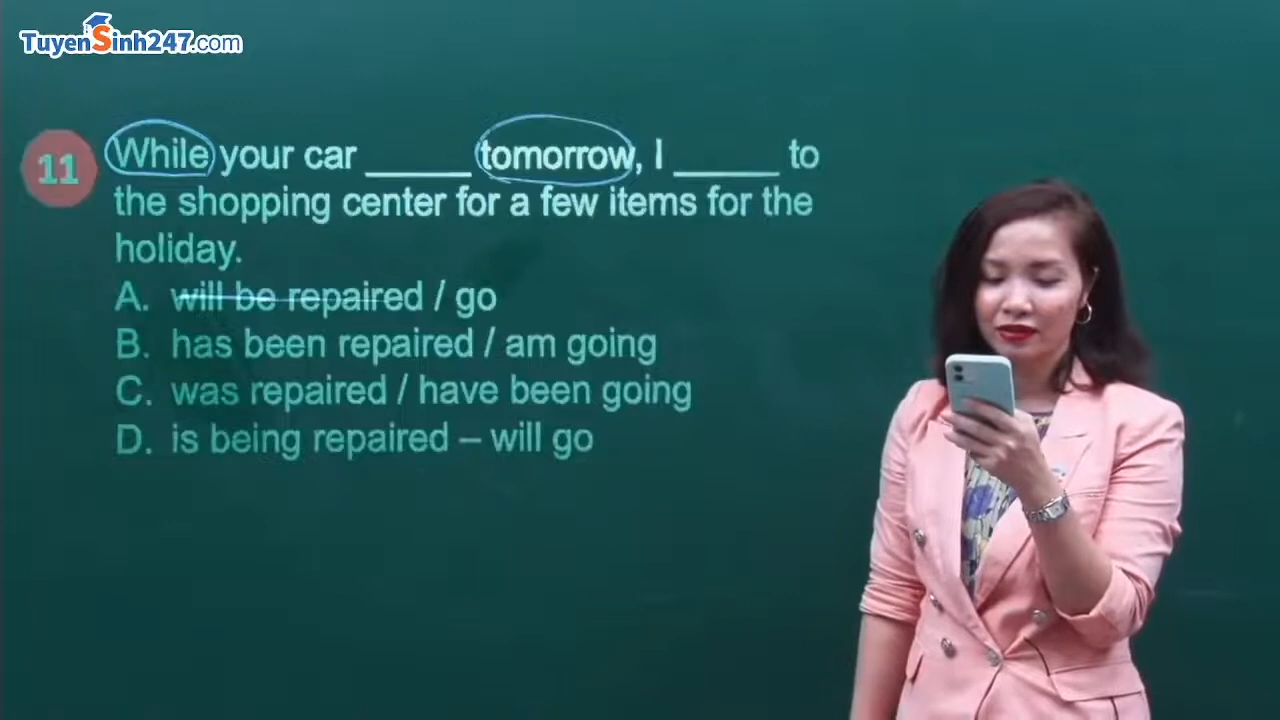 TuyenSinh247.com
11
While your car _____ tomorrow, I _____ to
the shopping center for a few items for the
holiday.
A. will be repaired / go
B. has been repaired / am going
C. was repaired / have been going
D. is being repaired – will go